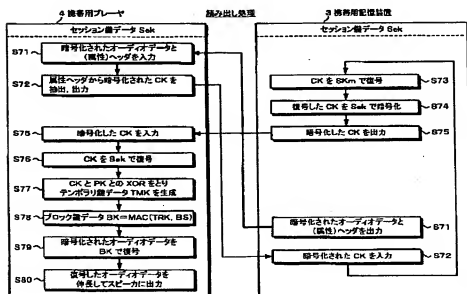 4 携帯用プレーヤ
読み出し処理
3 携帯用記憶装置
セッション鍵データ Sek
セッション鍵データ Sek
S71
暗号化されたオーディオデータと
(属性)ヘッダを入力
S72
属性ヘッダから暗号化された CK を
抽出、出力
CK を SKm で復号
S73
復号した CK を Sek で暗号化
S74
暗号化した CK を出力
S75
S75
暗号化した CK を入力
S76
CK を Sek で復号
S77
CK と PK との XOR をとり
テンポラリ鍵データ TMK を生成
S78
ブロック鍵データ BK=MAC(TRK, BS)
暗号化されたオーディオデータと
(属性)ヘッダを出力
S71
S79
暗号化されたオーディオデータを
BK で復号
暗号化された CK を入力
S72
S80
復号したオーディオデータを
伸長してスピーカに出力